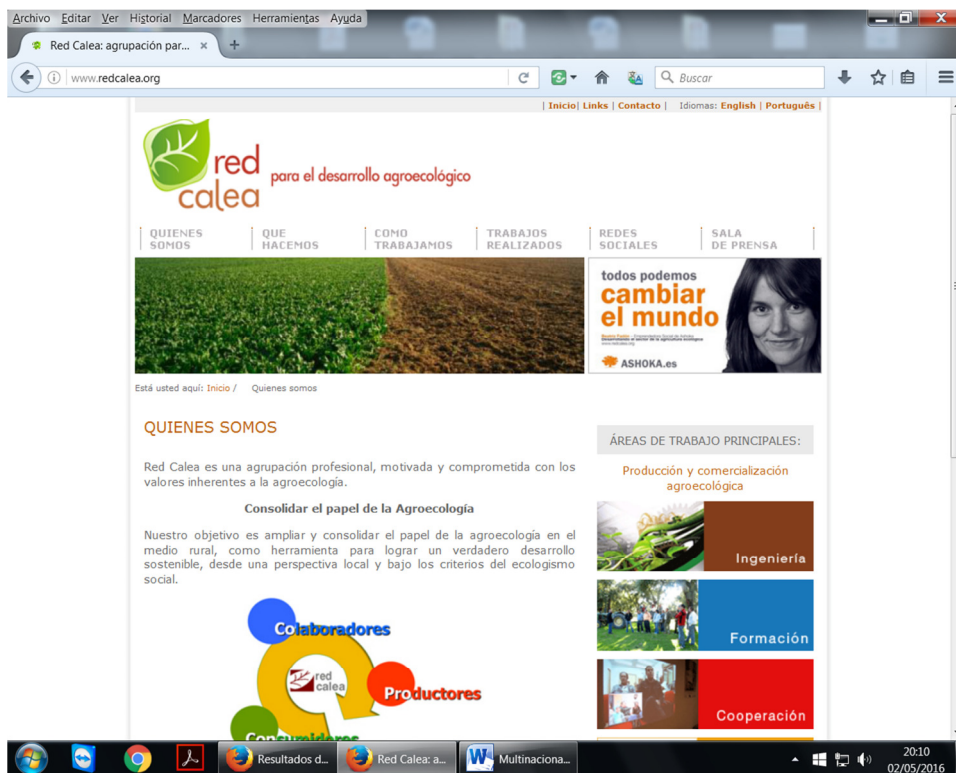 Archivo Editar Ver Historial Marcadores Herramientas Ayuda
Red Calea: agrupación par... × +
www.redcalea.org
Buscar
| Inicio| Links | Contacto | Idiomas: English | Português |
red
calea
para el desarrollo agroecológico
QUIENES
SOMOS
QUE
HACEMOS
COMO
TRABAJAMOS
TRABAJOS
REALIZADOS
REDES
SOCIALES
SALA
DE PRENSA
todos podemos
cambiar
el mundo
ASHOKA.es
Está usted aquí: Inicio / Quienes somos
QUIENES SOMOS
Red Calea es una agrupación profesional, motivada y comprometida con los
valores inherentes a la agroecología.
Consolidar el papel de la Agroecología
Nuestro objetivo es ampliar y consolidar el papel de la agroecología en el
medio rural, como herramienta para lograr un verdadero desarrollo
sostenible, desde una perspectiva local y bajo los criterios del ecologismo
social.
Colaboradores
red
calea
Productores
Consumidores
ÁREAS DE TRABAJO PRINCIPALES:
Producción y comercialización
agroecológica
Ingeniería
Formación
Cooperación
Resultados d...
Red Calea: a...
Multinaciona...
20:10
02/05/2016